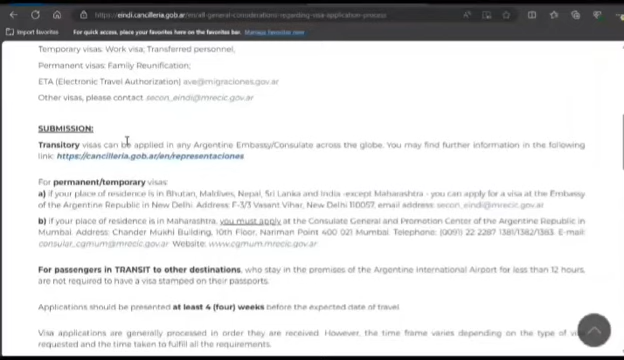 https://eindi.cancilleria.gob.ar/en/all-general-considerations-regarding-visa-application-process
Import favorites For quick access, place your favorites here on the favorites bar. Manage favorites now
Temporary visas: Work visa; Transferred personnel,
Permanent visas: Family Reunification;
ETA (Electronic Travel Authorization) ave@migraciones.gov.ar
Other visas, please contact secon_eindi@mrecic.gov.ar
SUBMISSION:
Transitory visas can be applied in any Argentine Embassy/Consulate across the globe. You may find further information in the following
link: https://cancilleria.gob.ar/en/representaciones
For permanent/temporary visas:
a) if your place of residence is in Bhutan, Maldives, Nepal, Sri Lanka and India -except Maharashtra - you can apply for a visa at the Embassy
of the Argentine Republic in New Delhi. Address: F-3/3 Vasant Vihar, New Delhi 110057, email address: secon_eindi@mrecic.gov.ar
b) if your place of residence is in Maharashtra, you must apply at the Consulate General and Promotion Center of the Argentine Republic in
Mumbai. Address: Chander Mukhi Building, 10th Floor, Nariman Point 400 021 Mumbai. Telephone: (0091) 22 2287 1381/1382/1383. E-mail:
consular_cgmum@mrecic.gov.ar Website: www.cgmum.mrecic.gov.ar
For passengers in TRANSIT to other destinations, who stay in the premises of the Argentine International Airport for less than 12 hours,
are not required to have a visa stamped on their passports.
Applications should be presented at least 4 (four) weeks before the expected date of travel.
Visa applications are generally processed in order they are received. However, the time frame varies depending on the type of
requested and the time taken to fulfill all the requirements.